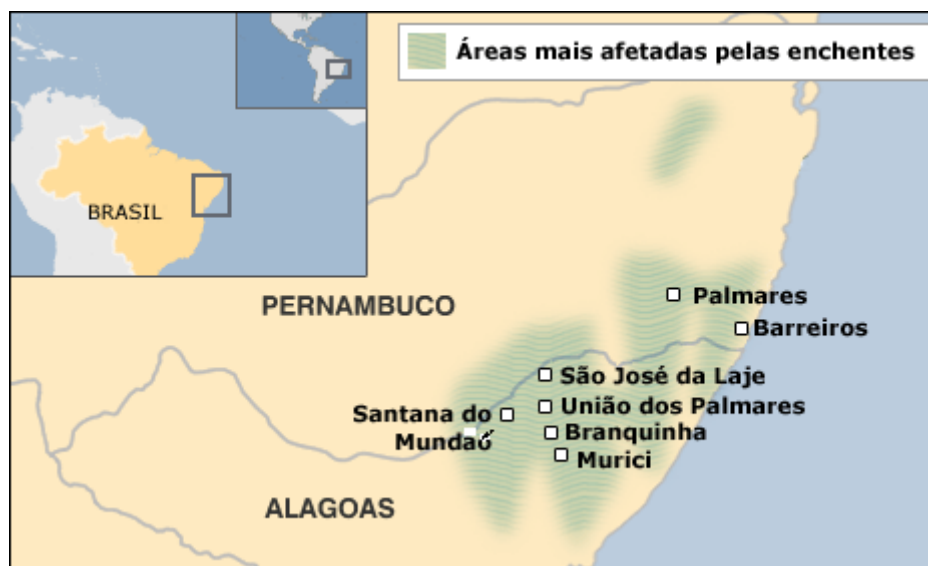 Áreas mais afetadas pelas enchentes
BRASIL
PERNAMBUCO
Palmares
Barreiros
São José da Laje
Santana do
Mundaó
União dos Palmares
Branquinha
Murici
ALAGOAS